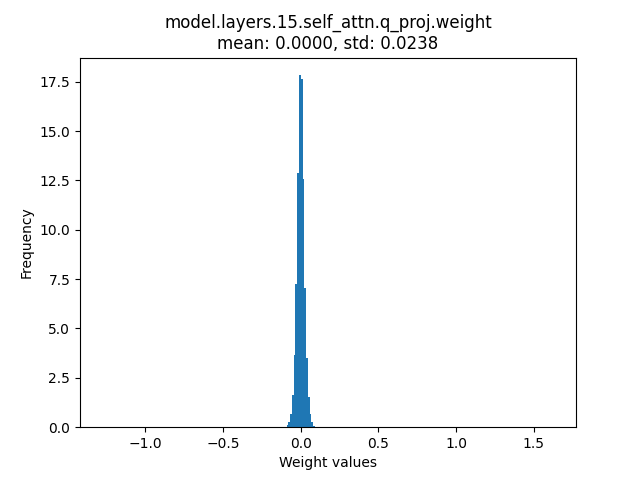 model.layers.15.self_attn.q_proj.weight
mean: 0.0000, std: 0.0238
17.5
15.0
12.5
10.0
7.5
5.0
2.5
0.0
Frequency
−1.0 −0.5 0.0 0.5 1.0 1.5
Weight values